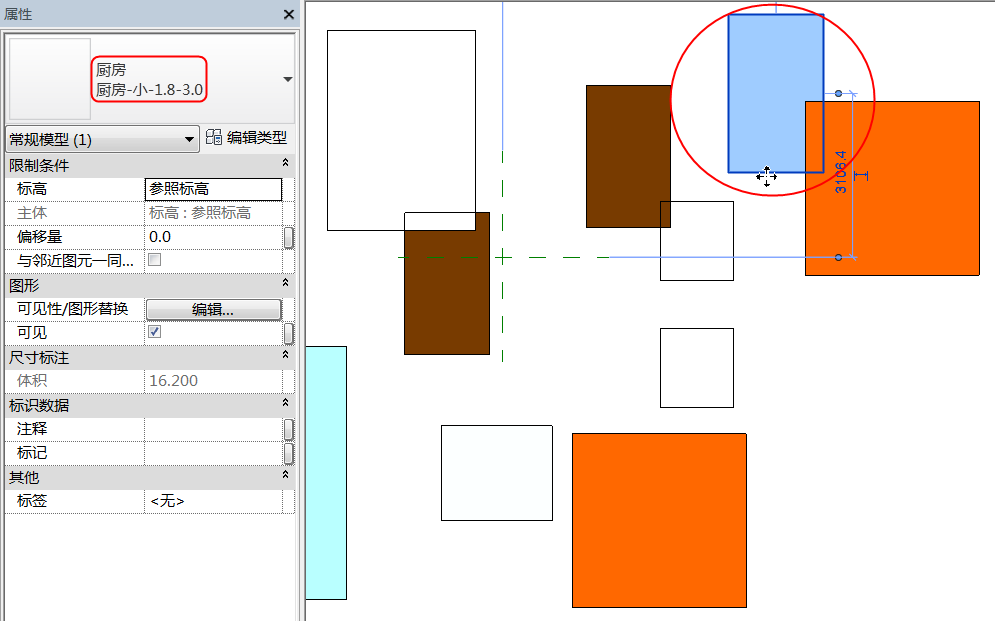 属性
厨房
厨房-小-1.8-3.0
常规模型 (1)
编辑类型
限制条件
标高 参照标高
主体 标高 : 参照标高
偏移量 0.0
与邻近图元一同...
图形
可见性/图形替换 编辑...
可见
尺寸标注
体积 16.200
标识数据
注释
标记
其他
标签 <无>
3106.4